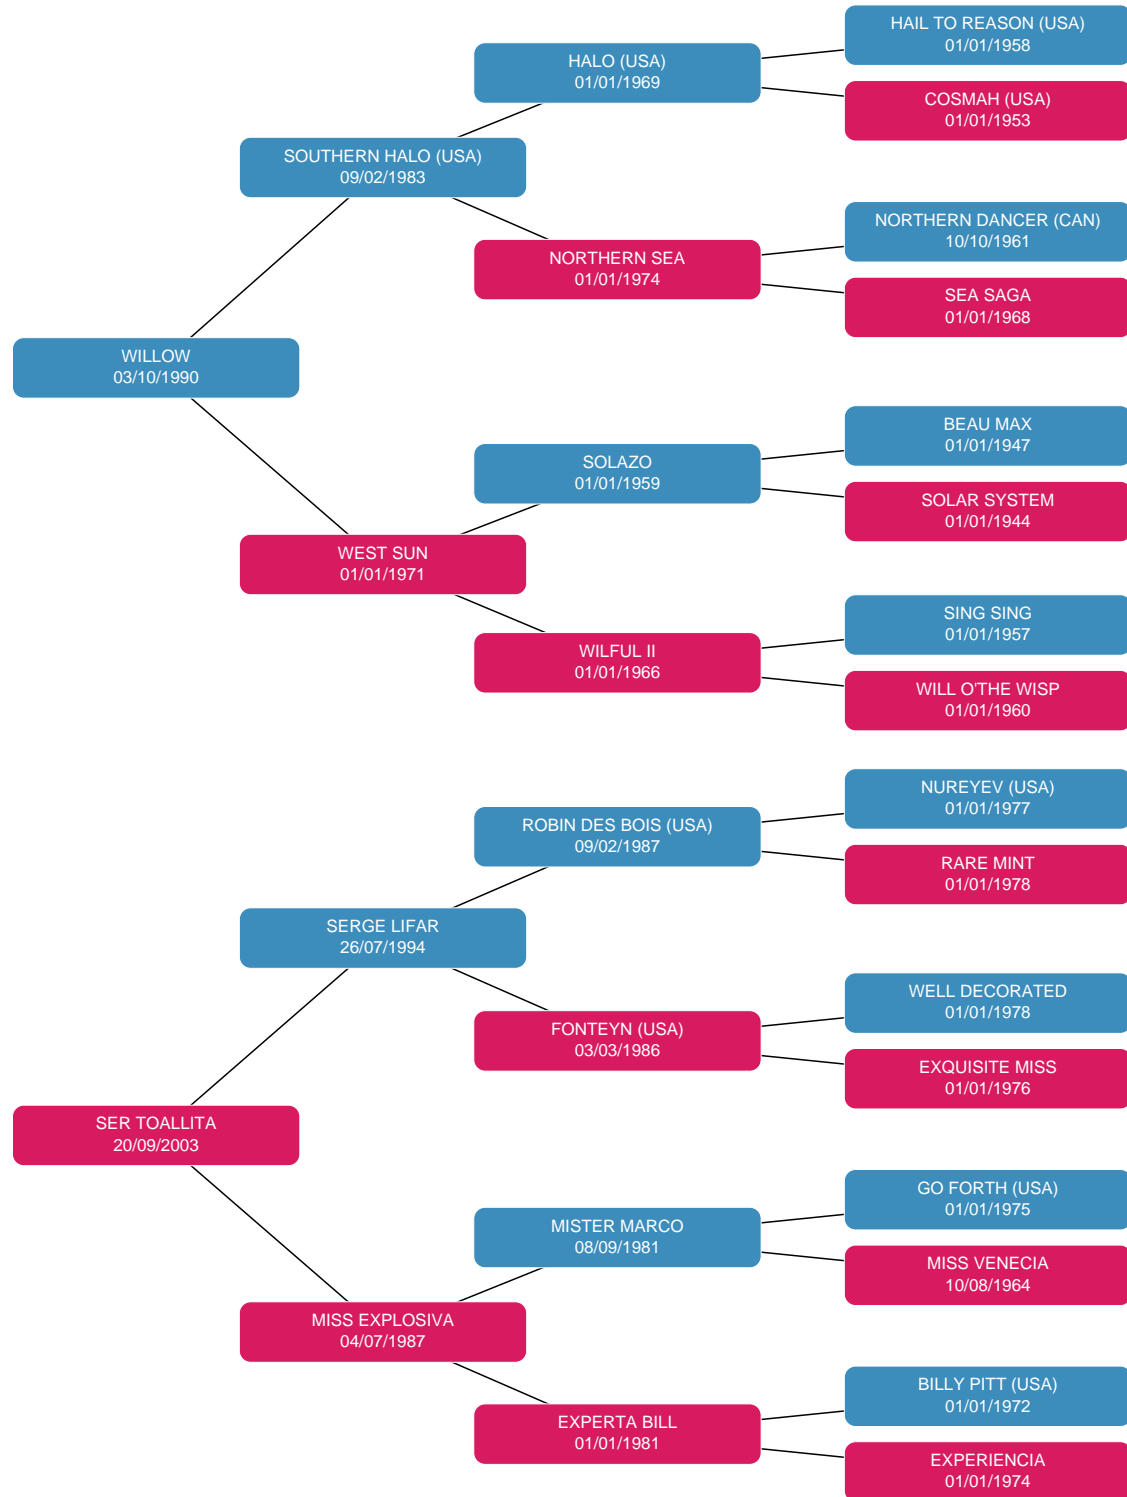 HAIL TO REASON (USA)
01/01/1958
HALO (USA)
01/01/1969
COSMAH (USA)
01/01/1953
SOUTHERN HALO (USA)
09/02/1983
NORTHERN DANCER (CAN)
10/10/1961
NORTHERN SEA
01/01/1974
SEA SAGA
01/01/1968
WILLOW
03/10/1990
BEAU MAX
01/01/1947
SOLAZO
01/01/1959
SOLAR SYSTEM
01/01/1944
WEST SUN
01/01/1971
SING SING
01/01/1957
WILFUL II
01/01/1966
WILL O'THE WISP
01/01/1960
NUREYEV (USA)
01/01/1977
ROBIN DES BOIS (USA)
09/02/1987
RARE MINT
01/01/1978
SERGE LIFAR
26/07/1994
WELL DECORATED
01/01/1978
FONTEYN (USA)
03/03/1986
EXQUISITE MISS
01/01/1976
SER TOALLITA
20/09/2003
GO FORTH (USA)
01/01/1975
MISTER MARCO
08/09/1981
MISS VENECIA
10/08/1964
MISS EXPLOSIVA
04/07/1987
BILLY PITT (USA)
01/01/1972
EXPERTA BILL
01/01/1981
EXPERIENCIA
01/01/1974